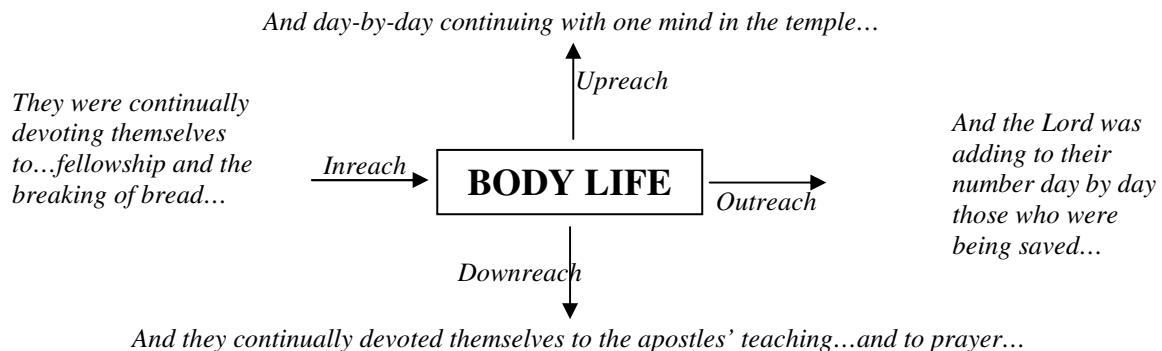 And day-by-day continuing with one mind in the temple…
Upreach
They were continually
devoting themselves
to…fellowship and the
breaking of bread…
Inreach
BODY LIFE
Outreach
And the Lord was
adding to their
number day by day
those who were
being saved…
Downreach
And they continually devoted themselves to the apostles’ teaching…and to prayer…